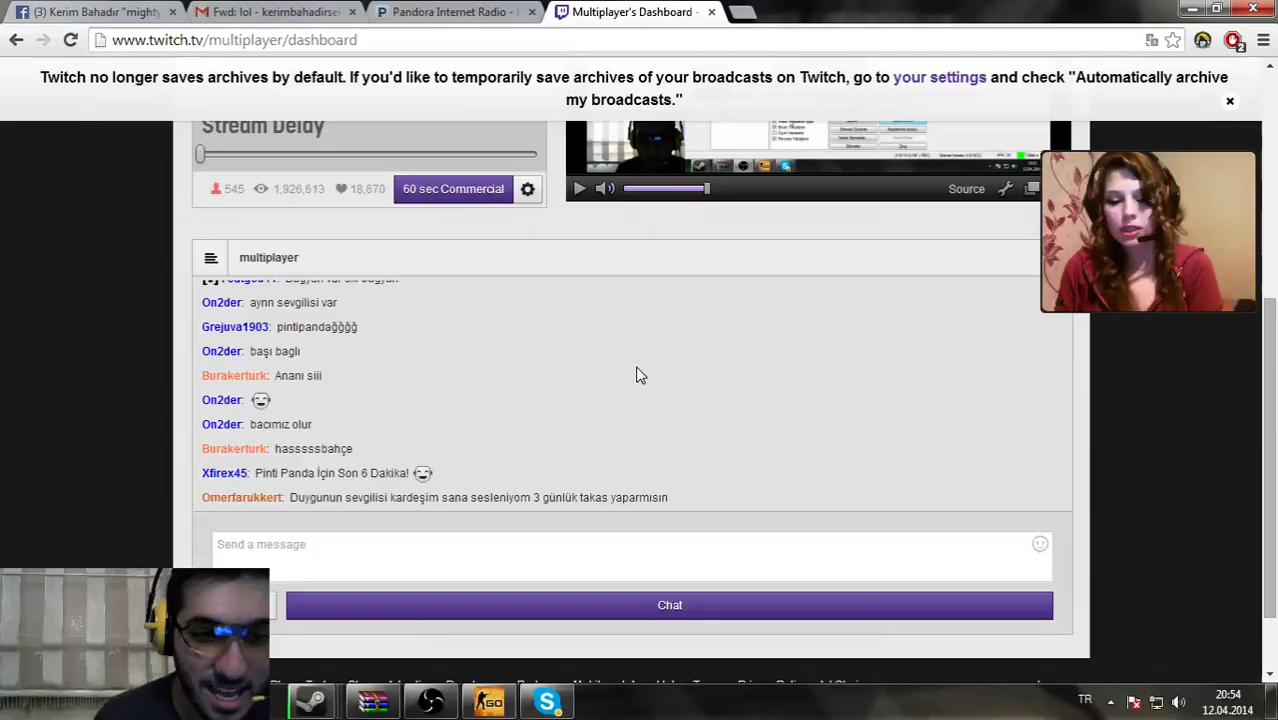 (3) Kerim Bahadır "mighty
Fwd: lol - kerimbahadirsek
Pandora Internet Radio -
Multiplayer's Dashboard -
www.twitch.tv/multiplayer/dashboard
2
Twitch no longer saves archives by default. If you'd like to temporarily save archives of your broadcasts on Twitch, go to your settings and check "Automatically archive
my broadcasts."
Stream Delay
545 1,926,613 18,670 60 sec Commercial
Source
multiplayer
On2der: aynn sevgilisi var
Grejuva1903: pintipandağğğğ
On2der: başı baglı
Burakerturk: Ananı siii
On2der:
On2der: bacımız olur
Burakerturk: hasssssbahçe
Xfirex45: Pinti Panda İçin Son 6 Dakika!
Omerfarukkert: Duygunun sevgilisi kardeşim sana sesleniyom 3 günlük takas yaparmısın
Send a message
Chat
GO
TR
20:54
12.04.2014